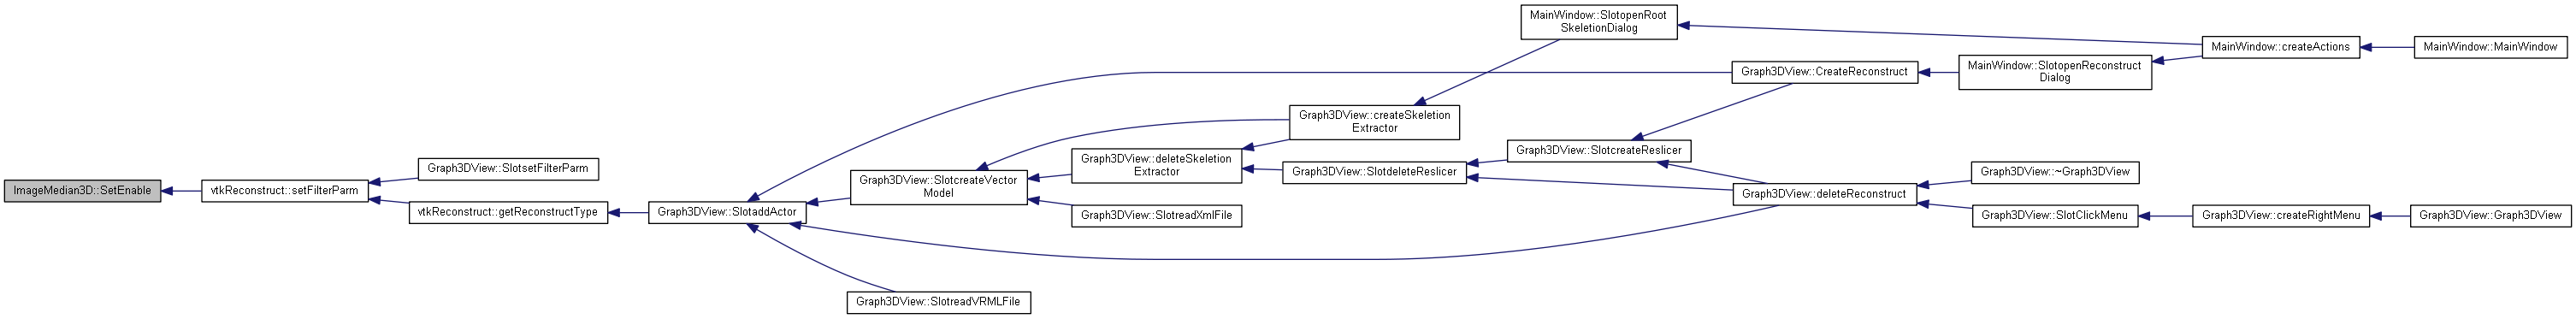 MainWindow::SlotopenRoot
SkeletionDialog
MainWindow::createActions
MainWindow::MainWindow
Graph3DView::CreateReconstruct
MainWindow::SlotopenReconstruct
Dialog
Graph3DView::createSkeletion
Extractor
Graph3DView::SlotcreateReslicer
Graph3DView::deleteSkeletion
Extractor
Graph3DView::SlotdeleteReslicer
Graph3DView::~Graph3DView
Graph3DView::SlotsetFilterParm
Graph3DView::SlotcreateVector
Model
ImageMedian3D::SetEnable
vtkReconstruct::setFilterParm
Graph3DView::deleteReconstruct
vtkReconstruct::getReconstructType
Graph3DView::SlotaddActor
Graph3DView::SlotreadXmlFile
Graph3DView::SlotClickMenu
Graph3DView::createRightMenu
Graph3DView::Graph3DView
Graph3DView::SlotreadVRMLFile